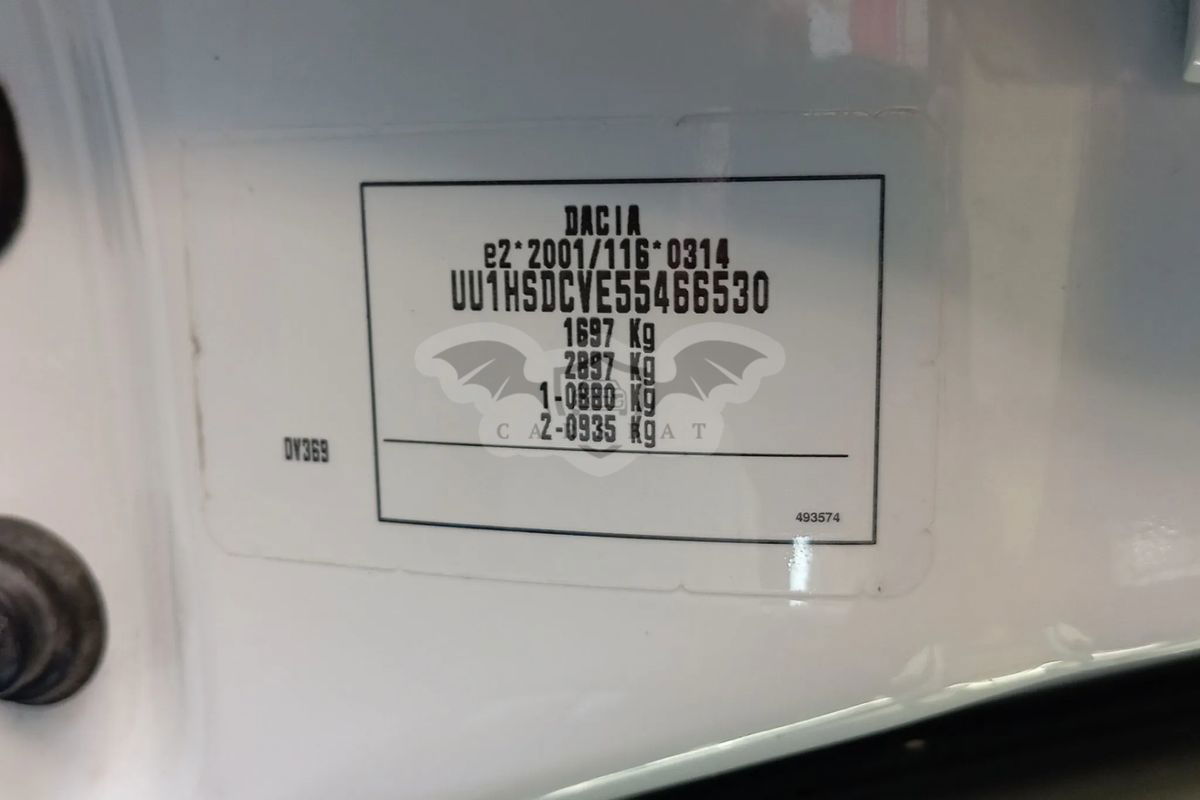 DACIA
e2*2001/116*0314
UU1HSDCVE55466530
1697 Kg
2897 Kg
1-0880 Kg
2-0935 Kg
DV369
493574